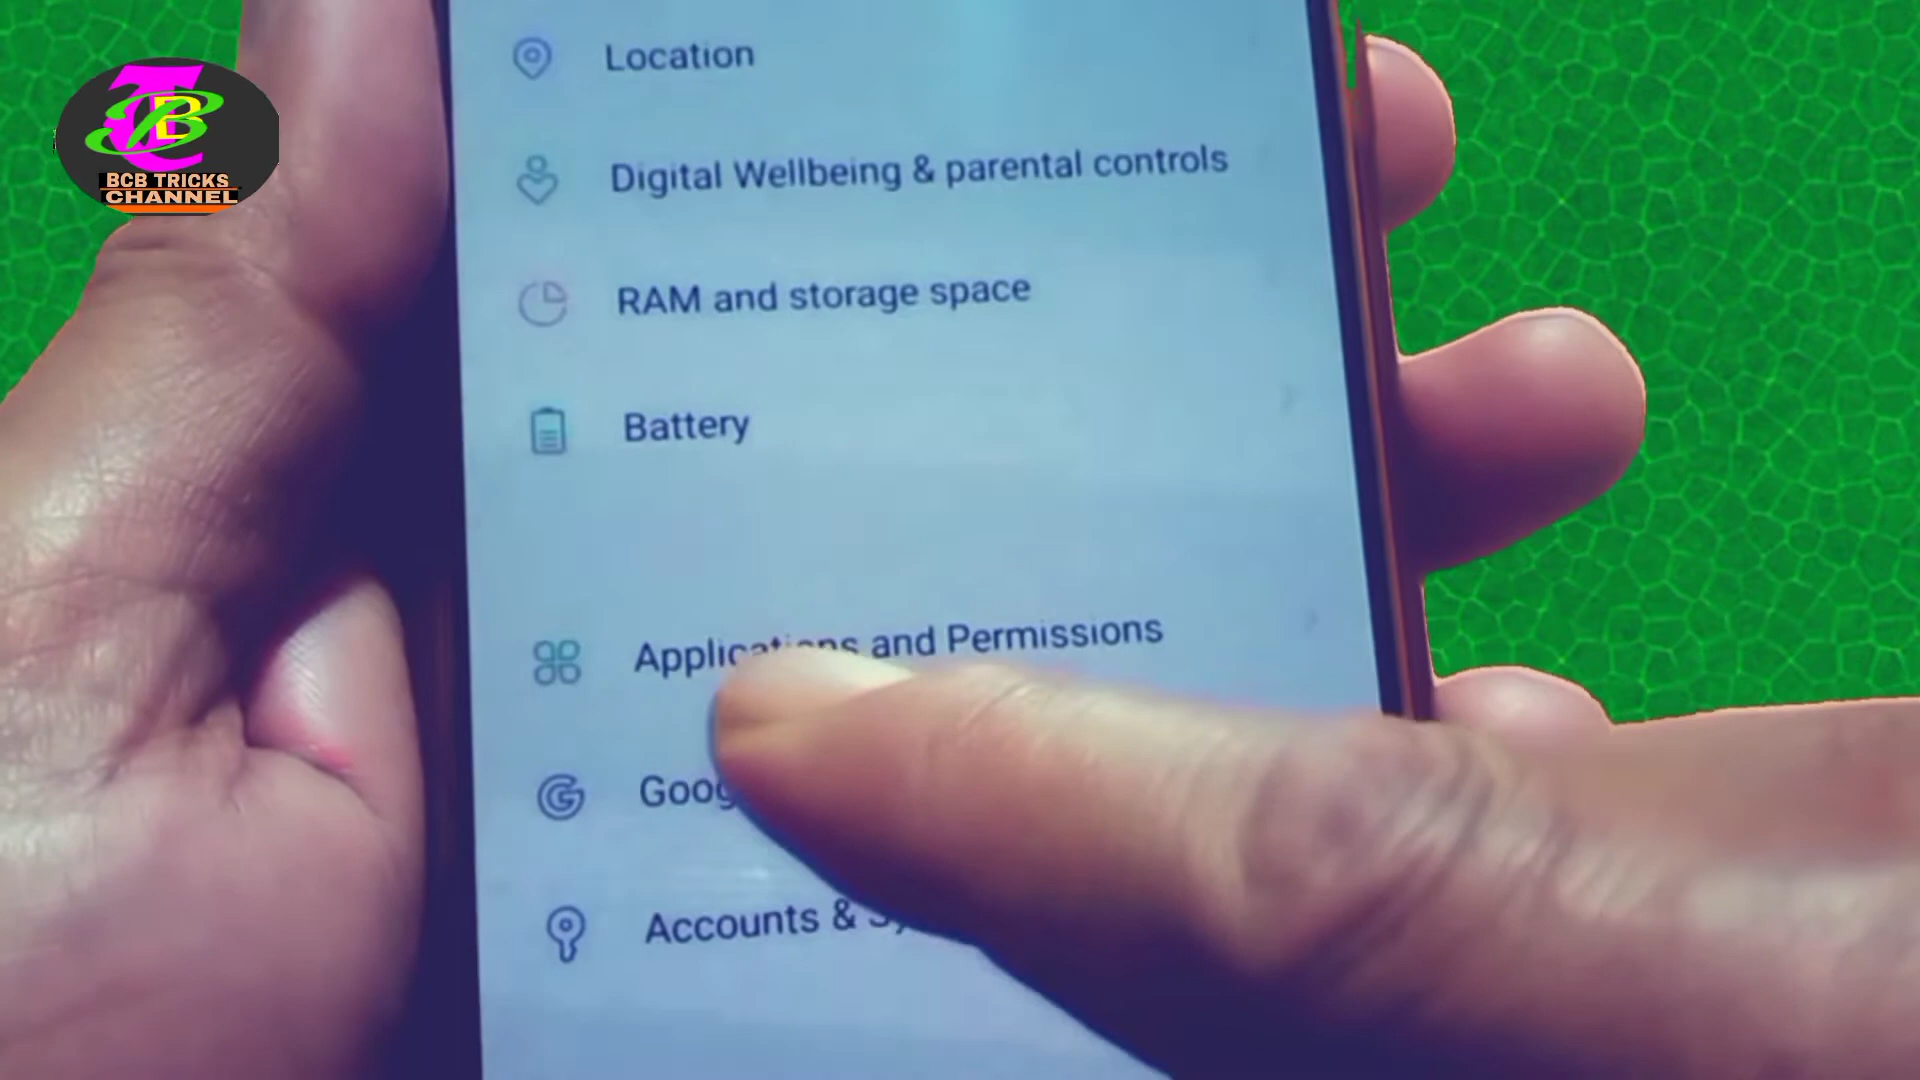 BCB TRICKS
CHANNEL
Location
Digital Wellbeing & parental controls
RAM and storage space
Battery
Applications and Permissions
Goog
Accounts &